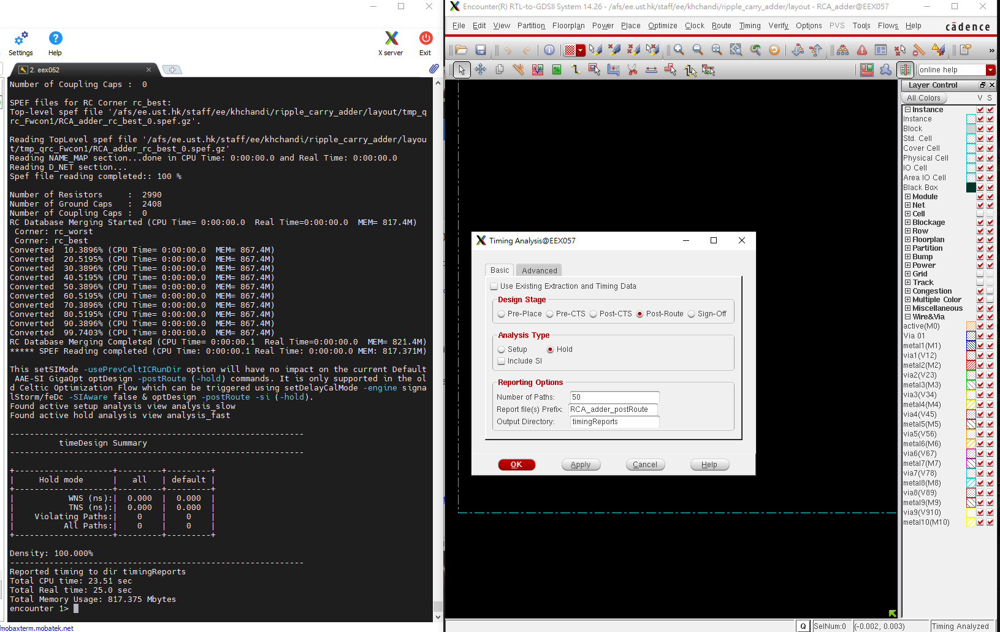 Settings
Help
X server
Exit
2. eex052
Number of Coupling Caps :  0
SPEF files for RC Corner rc_best:
Top-level spef file '/afs/ee.ust.hk/staff/ee/khchandi/ripple_carry_adder/layout/tmp_q
rc_Fwcon1/RCA_adder_rc_best_0.spef.gz'.
Reading TopLevel spef file '/afs/ee.ust.hk/staff/ee/khchandi/ripple_carry_adder/layou
t/tmp_qrc_Fwcon1/RCA_adder_rc_best_0.spef.gz'
Reading NAME_MAP section...done in CPU Time: 0:00:00.0 and Real Time: 0:00:00.0
Reading D_NET section...
Spef file reading completed:: 100 %
Number of Resistors     :  2990
Number of Ground Caps   :  2408
Number of Coupling Caps :  0
RC Database Merging Started (CPU Time= 0:00:00.0  Real Time=0:00:00.0  MEM= 817.4M)
Corner: rc_worst
Corner: rc_best
Converted  10.3896% (CPU Time= 0:00:00.0  MEM= 867.4M)
Converted  20.5195% (CPU Time= 0:00:00.0  MEM= 867.4M)
Converted  30.3896% (CPU Time= 0:00:00.0  MEM= 867.4M)
Converted  40.5195% (CPU Time= 0:00:00.0  MEM= 867.4M)
Converted  50.3896% (CPU Time= 0:00:00.0  MEM= 867.4M)
Converted  60.5195% (CPU Time= 0:00:00.0  MEM= 867.4M)
Converted  70.3896% (CPU Time= 0:00:00.0  MEM= 867.4M)
Converted  80.5195% (CPU Time= 0:00:00.0  MEM= 867.4M)
Converted  90.3896% (CPU Time= 0:00:00.0  MEM= 867.4M)
Converted  99.7403% (CPU Time= 0:00:00.0  MEM= 867.4M)
RC Database Merging Completed (CPU Time= 0:00:00.1  Real Time=0:00:00.0  MEM= 821.4M)
***** SPEF Reading completed (CPU Time: 0:00:00.1 Real Time: 0:00:00.0 MEM: 817.371M)
This setSIMode -usePrevCeltICRunDir option will have no impact on the current Default
AAE-SI GigaOpt optDesign -postRoute (-hold) commands. It is only supported in the ol
d Celtic Optimization Flow which can be triggered using setDelayCalMode -engine signa
lStorm/feDc -SIAware false & optDesign -postRoute -si (-hold).
Found active setup analysis view analysis_slow
Found active hold analysis view analysis_fast
------------------------------------------------------------
timeDesign Summary
------------------------------------------------------------
+--------------------+---------+---------+
|     Hold mode      |   all   | default |
+--------------------+---------+---------+
|           WNS (ns):|  0.000  |  0.000  |
|           TNS (ns):|  0.000  |  0.000  |
|    Violating Paths:|    0    |    0    |
|          All Paths:|    0    |    0    |
+--------------------+---------+---------+
Density: 100.000%
------------------------------------------------------------
Reported timing to dir timingReports
Total CPU time: 23.51 sec
Total Real time: 25.0 sec
Total Memory Usage: 817.375 Mbytes
encounter 1>
/mobaxterm.mobatek.net
Encounter(R) RTL-to-GDSII System 14.26 - /afs/ee.ust.hk/staff/ee/khchandi/ripple_carry_adder/layout - RCA_adder@EEX057
File Edit View Partition Floorplan Power Place Optimize Clock Route Timing Verify Options PVS Tools Flows Help
cādence
online help
Layer Control
All Colors V S
Instance
Instance
Block
Std. Cell
Cover Cell
Physical Cell
IO Cell
Area IO Cell
Black Box
Module
Net
Cell
Blockage
Row
Floorplan
Partition
Bump
Power
Grid
Track
Congestion
Multiple Color
Miscellaneous
Wire&Via
active(M0)
Via 01
metal1(M1)
via1(V12)
metal2(M2)
via2(V23)
metal3(M3)
via3(V34)
metal4(M4)
via4(V45)
metal5(M5)
via5(V56)
metal6(M6)
via6(V67)
metal7(M7)
via7(V78)
metal8(M8)
via8(V89)
metal9(M9)
via9(V910)
metal10(M10)
Timing Analysis@EEX057
Basic Advanced
Use Existing Extraction and Timing Data
Design Stage
Pre-Place Pre-CTS Post-CTS Post-Route Sign-Off
Analysis Type
Setup Hold
Include SI
Reporting Options
Number of Paths: 50
Report file(s) Prefix: RCA_adder_postRoute
Output Directory: timingReports
OK Apply Cancel Help
Q SelNum:0 (-0.002, 0.003) Timing Analyzed